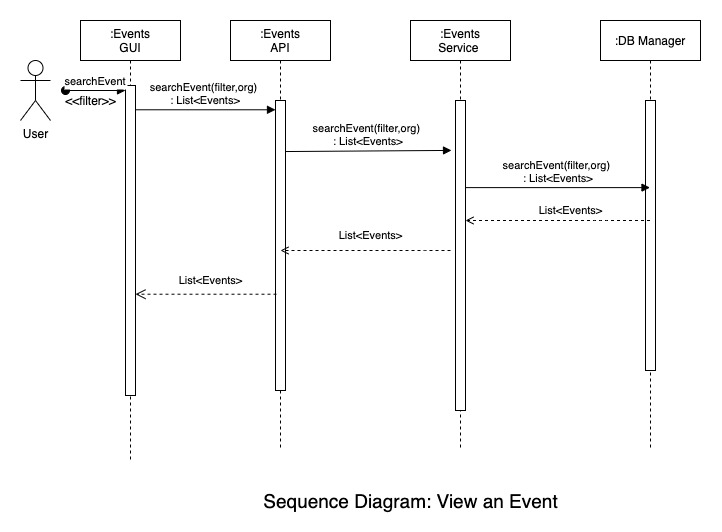 :Events
GUI
:Events
API
:Events
Service
:DB Manager
searchEvent
<<filter>>
User
searchEvent(filter,org)
: List<Events>
searchEvent(filter,org)
: List<Events>
searchEvent(filter,org)
: List<Events>
List<Events>
List<Events>
List<Events>
Sequence Diagram: View an Event